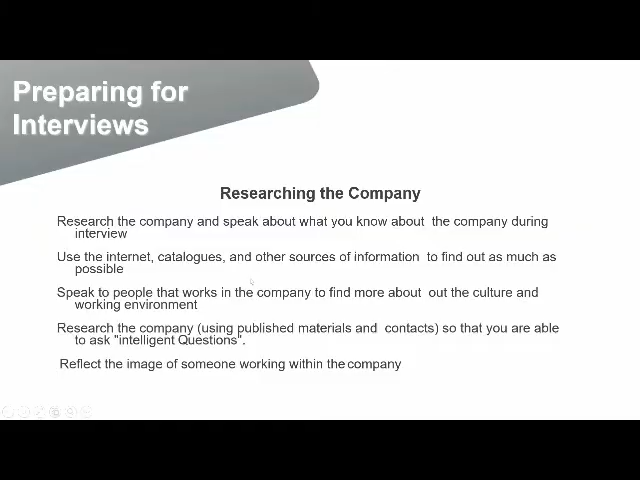 Preparing for
Interviews
Researching the Company
Research the company and speak about what you know about the company during
interview
Use the internet, catalogues, and other sources of information to find out as much as
possible
Speak to people that works in the company to find more about out the culture and
working environment
Research the company (using published materials and contacts) so that you are able
to ask "intelligent Questions".
Reflect the image of someone working within the company